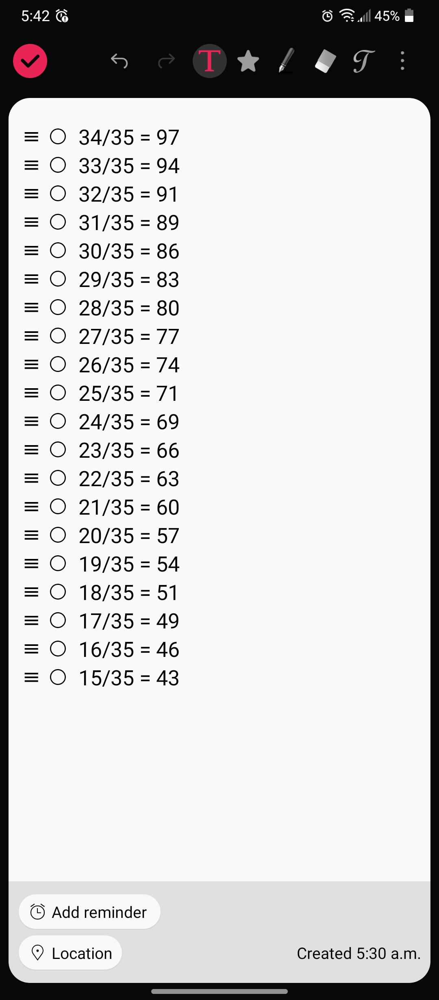 5:42 45%
T T
34/35 = 97
33/35 = 94
32/35 = 91
31/35 = 89
30/35 = 86
29/35 = 83
28/35 = 80
27/35 = 77
26/35 = 74
25/35 = 71
24/35 = 69
23/35 = 66
22/35 = 63
21/35 = 60
20/35 = 57
19/35 = 54
18/35 = 51
17/35 = 49
16/35 = 46
15/35 = 43
Add reminder
Location Created 5:30 a.m.